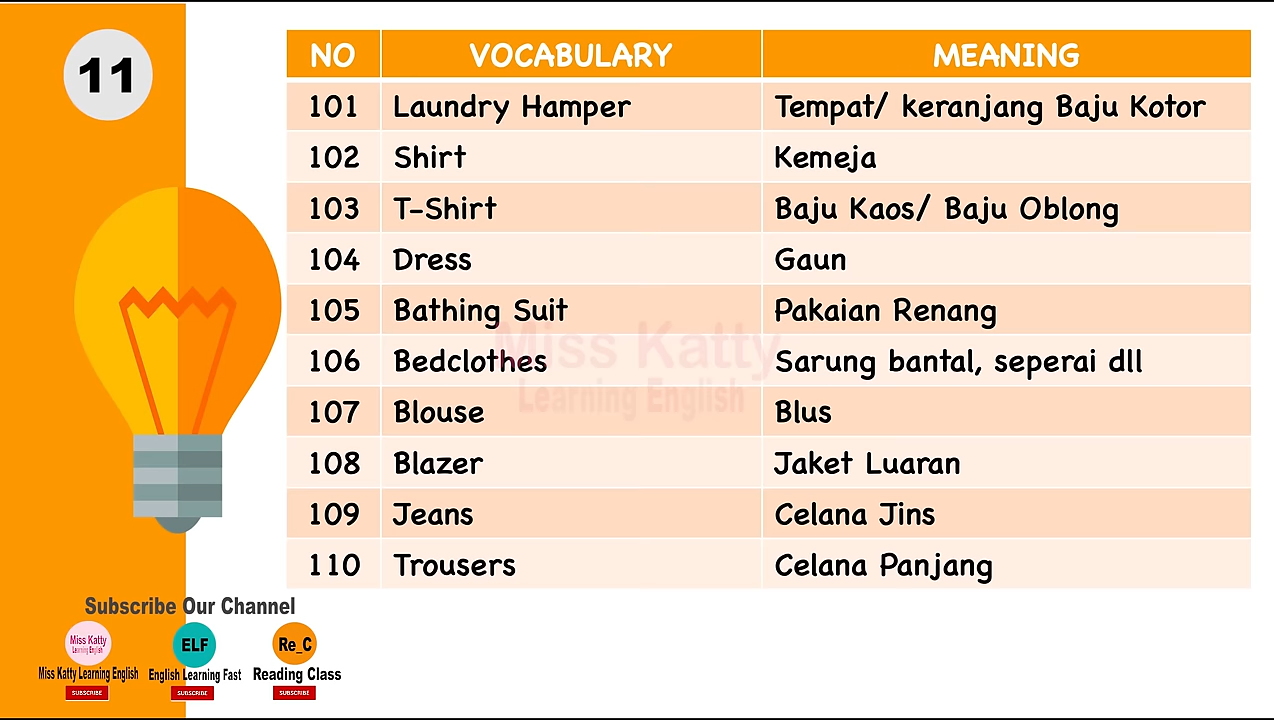 11
NO VOCABULARY MEANING
101 Laundry Hamper Tempat/ keranjang Baju Kotor
102 Shirt Kemeja
103 T-Shirt Baju Kaos/ Baju Oblong
104 Dress Gaun
105 Bathing Suit Pakaian Renang
106 Bedclothes Sarung bantal, seperai dll
107 Blouse Blus
108 Blazer Jaket Luaran
109 Jeans Celana Jins
110 Trousers Celana Panjang
Miss Katty
Learning English
Subscribe Our Channel
Miss Katty
Learning English
ELF
Re_C
Miss Katty Learning English
English Learning Fast
Reading Class
SUBSCRIBE
SUBSCRIBE
SUBSCRIBE